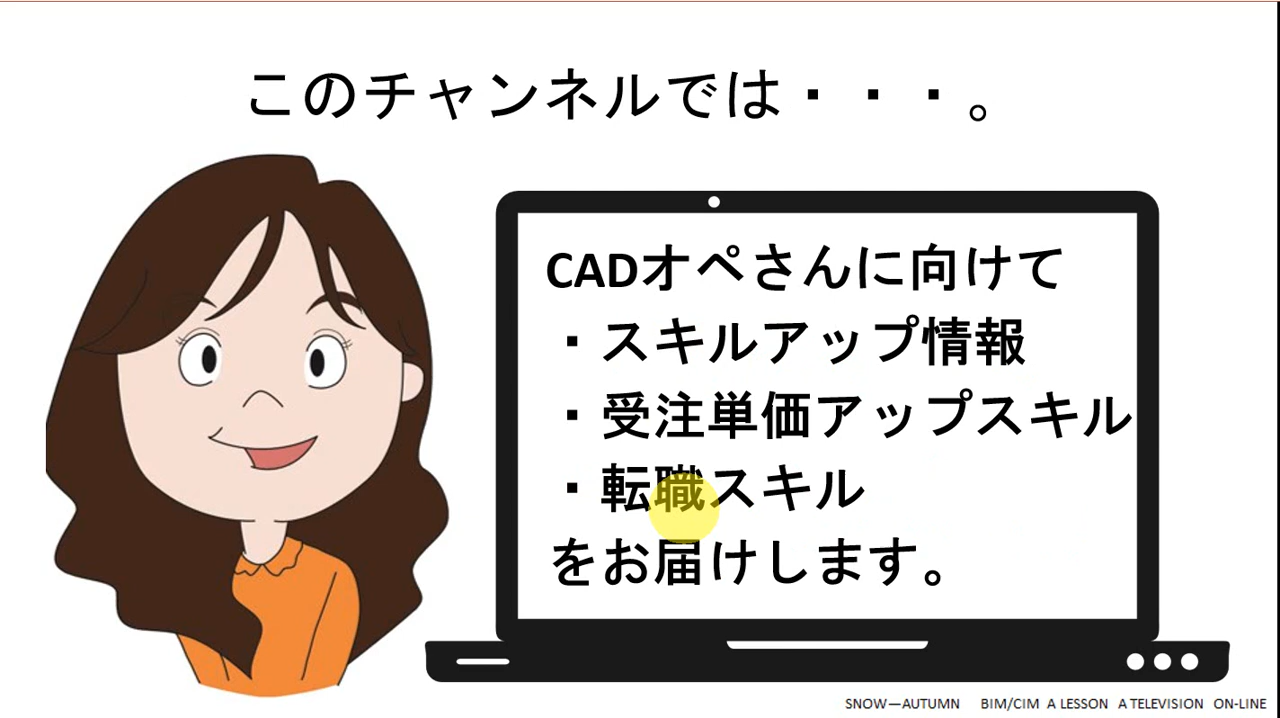 このチャンネルでは・・・。
CADオペさんに向けて
・スキルアップ情報
・受注単価アップスキル
・転職スキル
をお届けします。
SNOW―AUTUMN BIM/CIM A LESSON A TELEVISION ON-LINE